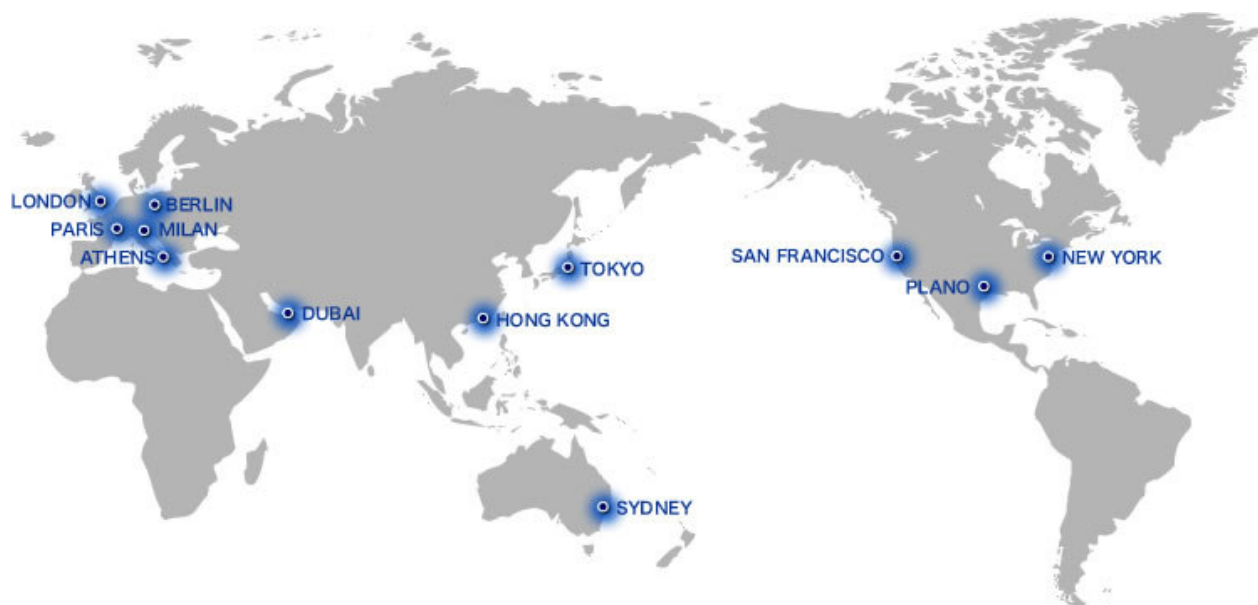 LONDON
BERLIN
PARIS
MILAN
ATHENS
SAN FRANCISCO
NEW YORK
TOKYO
PLANO
DUBAI
HONG KONG
SYDNEY